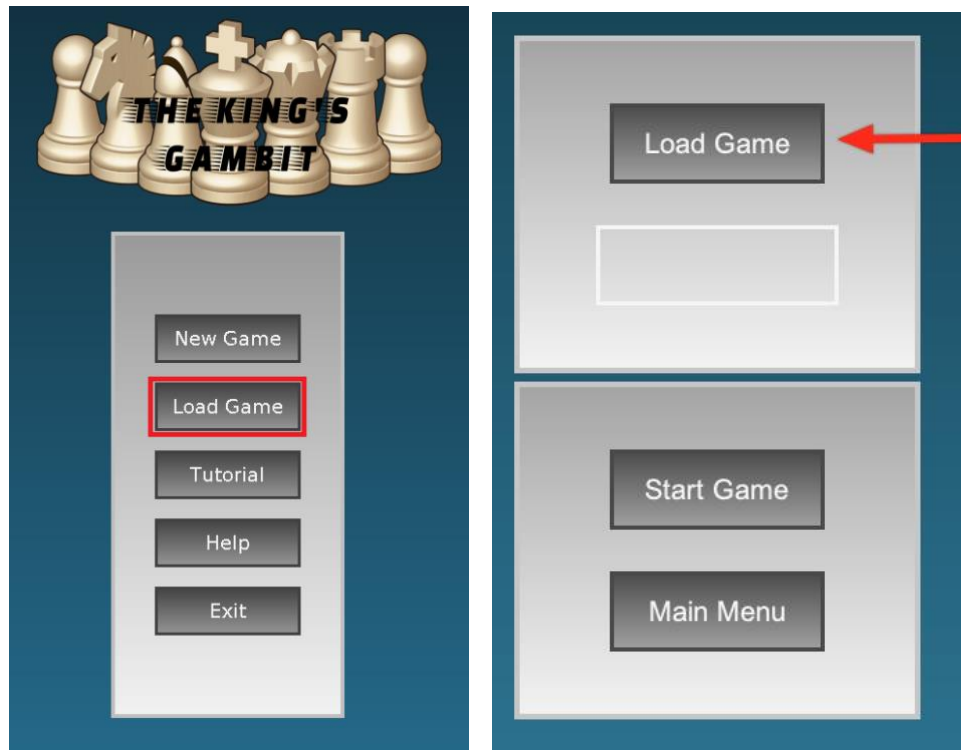 THE KING'S
GAMBIT
New Game
Load Game
Tutorial
Help
Exit
Load Game
Start Game
Main Menu